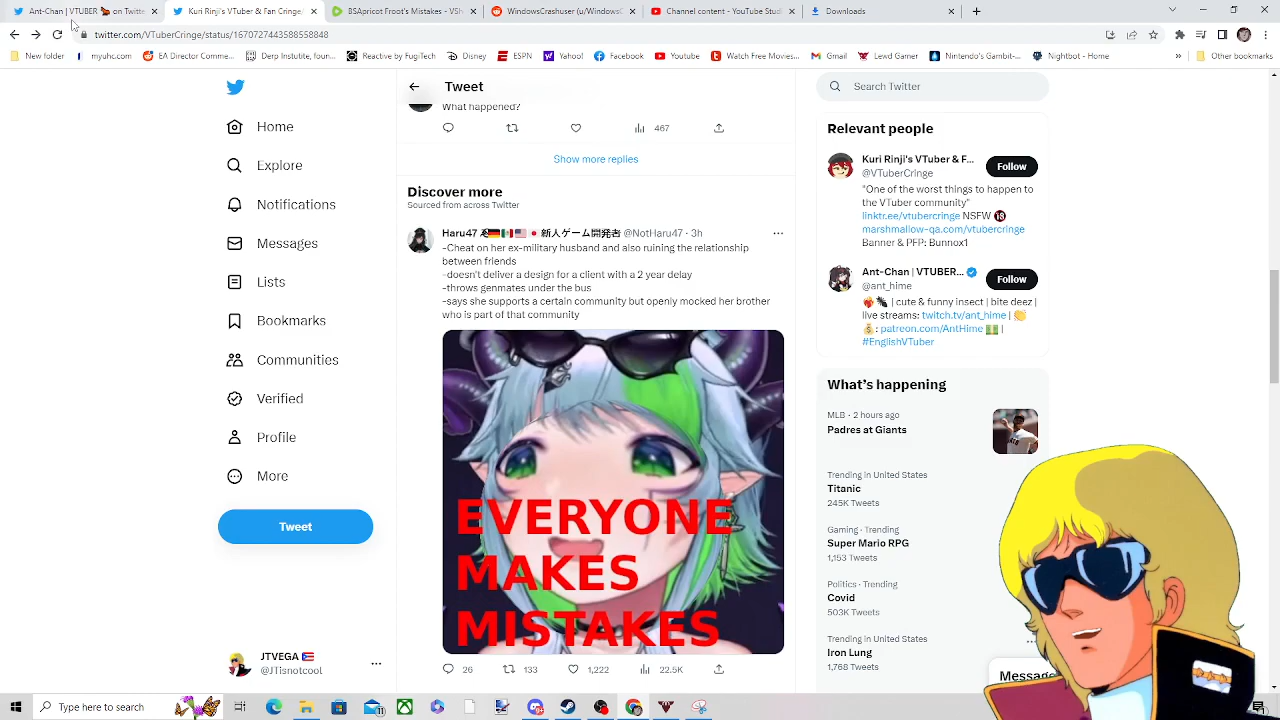 Ant-Chan | VTUBER 🐜 on Twitter
Kuri Rinji's VTuber & Fan Cringe
BSApricot Froot's Mistakes - VSh
WindowsCrashuser (u/WindowsC
Channel content - YouTube Studi
Downloads
twitter.com/VTuberCringe/status/1670727443588558848
New folder
myuhc.com
EA Director Comme...
Derp Institute, foun...
Reactive by FugiTech
Disney
ESPN
Yahoo!
Facebook
Youtube
Watch Free Movies...
Gmail
Lewd Gamer
Nintendo's Gambit-...
Nightbot - Home
Other bookmarks
Home
Explore
Notifications
Messages
Lists
Bookmarks
Communities
Verified
Profile
More
Tweet
JTVEGA 🇵🇷
@JTisnotcool
Tweet
What happened?
467
Show more replies
Discover more
Sourced from across Twitter
新人ゲーム開発者 @NotHaru47 · 3h
-Cheat on her ex-military husband and also ruining the relationship
between friends
-doesn't deliver a design for a client with a 2 year delay
-throws genmates under the bus
-says she supports a certain community but openly mocked her brother
who is part of that community
EVERYONE
MAKES
MISTAKES
26
133
1,222
22.5K
Search Twitter
Relevant people
Kuri Rinji's VTuber & F...
@VTuberCringe
Follow
"One of the worst things to happen to
the VTuber community"
linktr.ee/vtubercringe NSFW 🔞
marshmallow-qa.com/vtubercringe
Banner & PFP: Bunnox1
Ant-Chan | VTUBER...
@ant_hime
Follow
| cute & funny insect | bite deez |
live streams: twitch.tv/ant_hime |
: patreon.com/AntHime |
#EnglishVTuber
What's happening
MLB · 2 hours ago
Padres at Giants
Trending in United States
Titanic
245K Tweets
Gaming · Trending
Super Mario RPG
1,153 Tweets
Politics · Trending
Covid
503K Tweets
Trending in United States
Iron Lung
1,768 Tweets
Type here to search